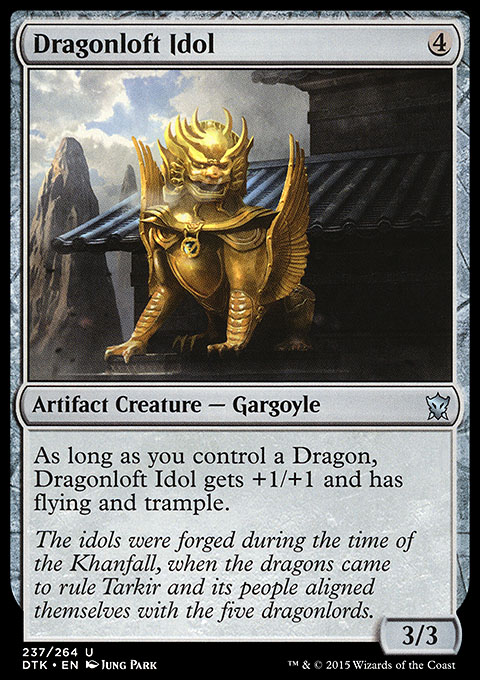 Dragonloft Idol 4
Artifact Creature — Gargoyle
As long as you control a Dragon,
Dragonloft Idol gets +1/+1 and has
flying and trample.
The idols were forged during the time of
the Khanfall, when the dragons came
to rule Tarkir and its people aligned
themselves with the five dragonlords.
3/3
237/264 U
DTK • EN Jung Park
™ & © 2015 Wizards of the Coast